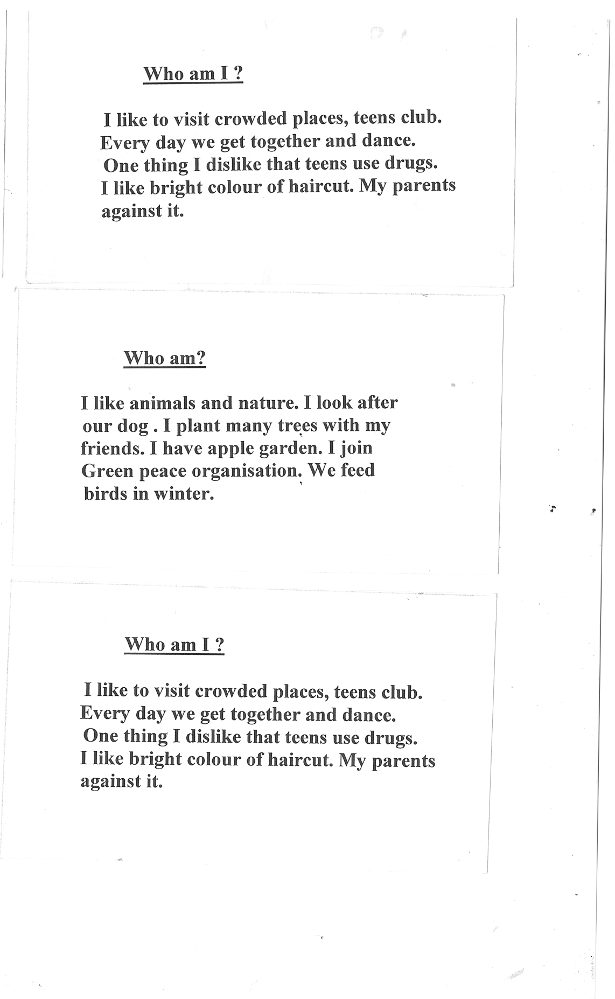 Who am I ?
I like to visit crowded places, teens club.
Every day we get together and dance.
One thing I dislike that teens use drugs.
I like bright colour of haircut. My parents
against it.
Who am?
I like animals and nature. I look after
our dog . I plant many trees with my
friends. I have apple garden. I join
Green peace organisation. We feed
birds in winter.
Who am I ?
I like to visit crowded places, teens club.
Every day we get together and dance.
One thing I dislike that teens use drugs.
I like bright colour of haircut. My parents
against it.